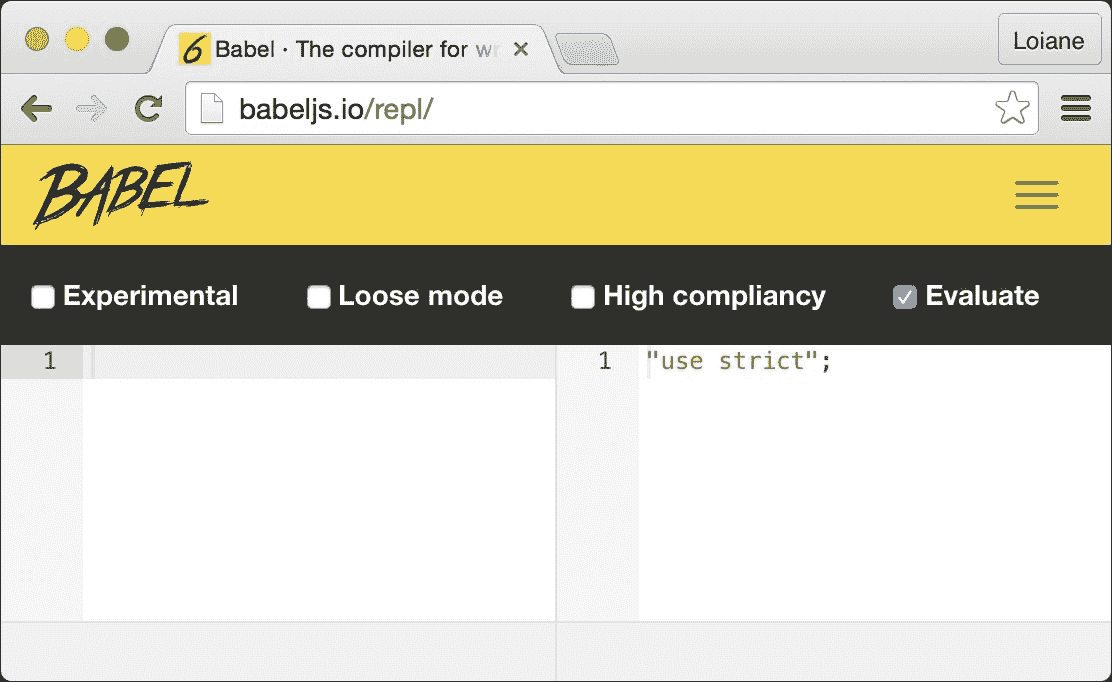 6 Babel · The compiler for wr
Loiane
babeljs.io/repl/
BABEL
Experimental Loose mode High compliancy Evaluate
1
1 "use strict";